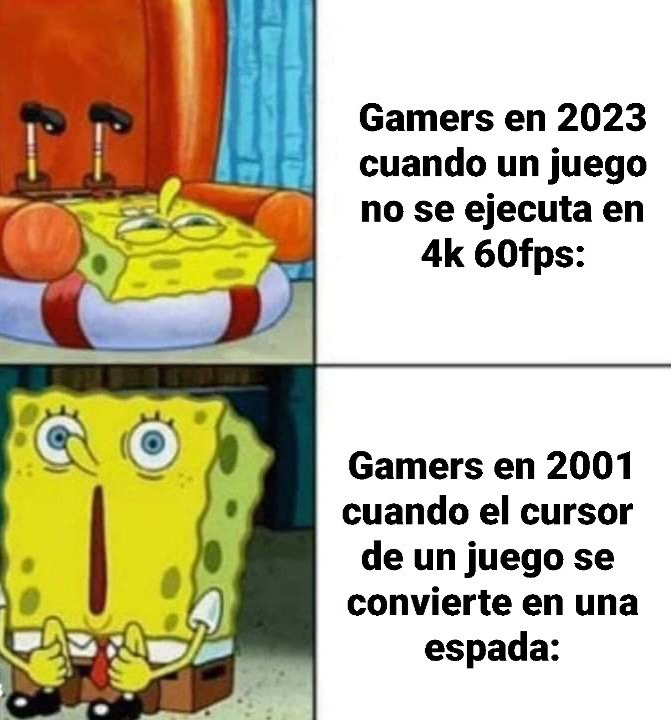 Gamers en 2023
cuando un juego
no se ejecuta en
4k 60fps:
Gamers en 2001
cuando el cursor
de un juego se
convierte en una
espada: